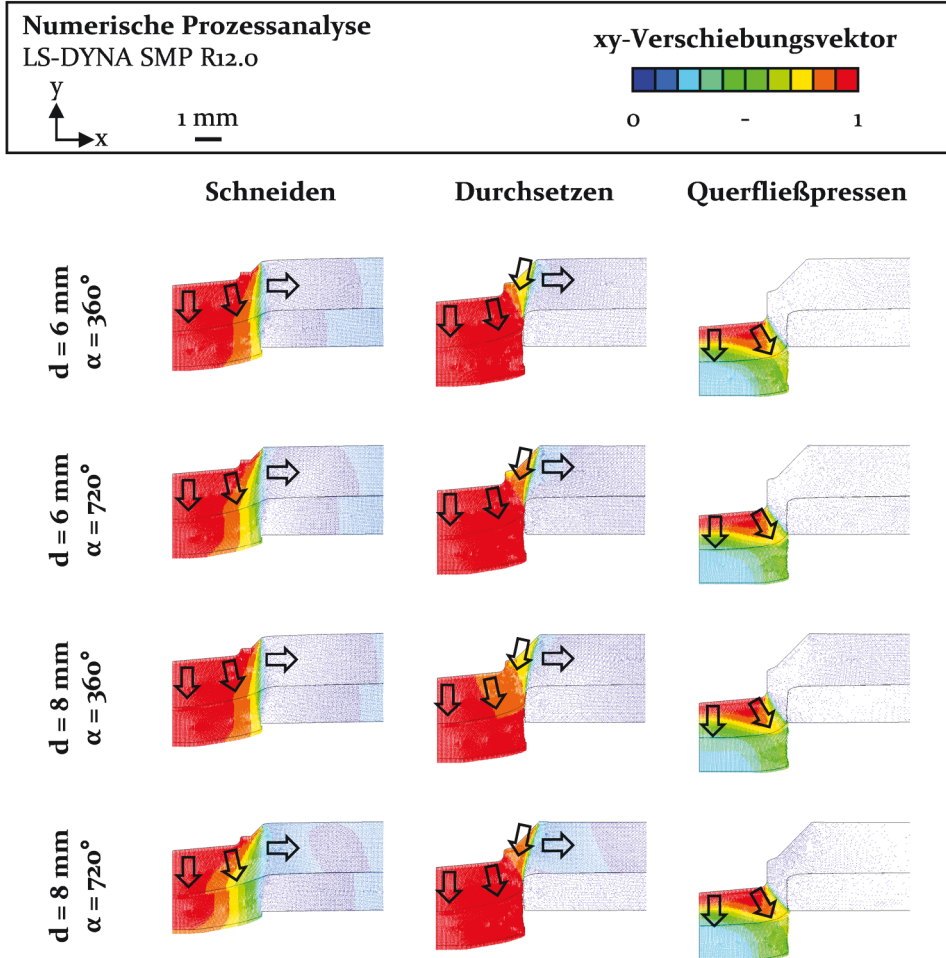 Numerische Prozessanalyse
LS-DYNA SMP R12.0
y
x
1 mm
xy-Verschiebungsvektor
0 - 1
Schneiden Durchsetzen Querfließpressen
d = 6 mm
α = 360°
d = 6 mm
α = 720°
d = 8 mm
α = 360°
d = 8 mm
α = 720°